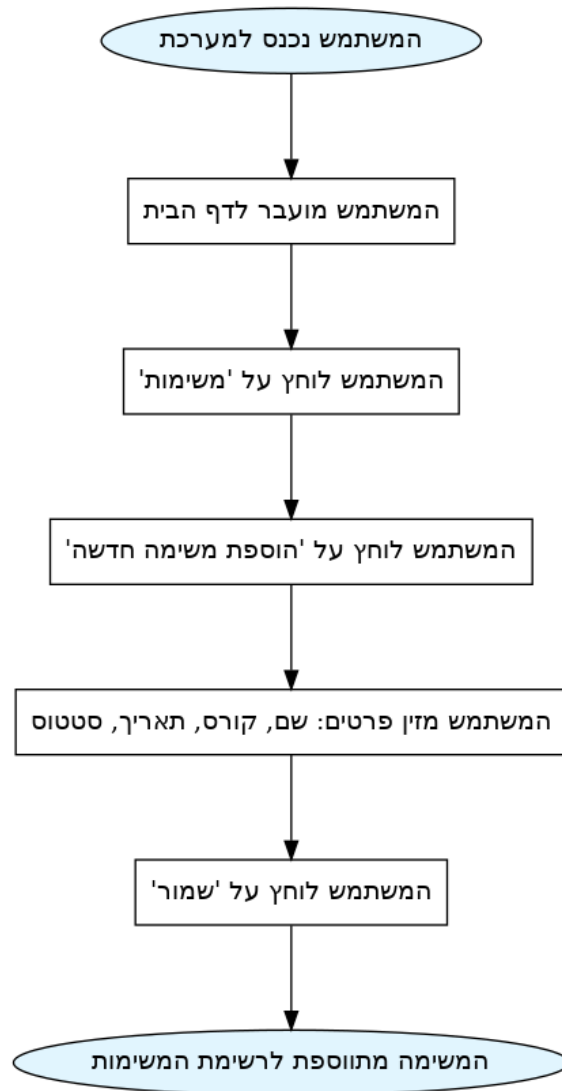 המשתמש נכנס למערכת
המשתמש מועבר לדף הבית
המשתמש לוחץ על 'משימות'
המשתמש לוחץ על 'הוספת משימה חדשה'
המשתמש מזין פרטים: שם, קורס, תאריך, סטטוס
המשתמש לוחץ על 'שמור'
המשימה מתווספת לרשימת המשימות